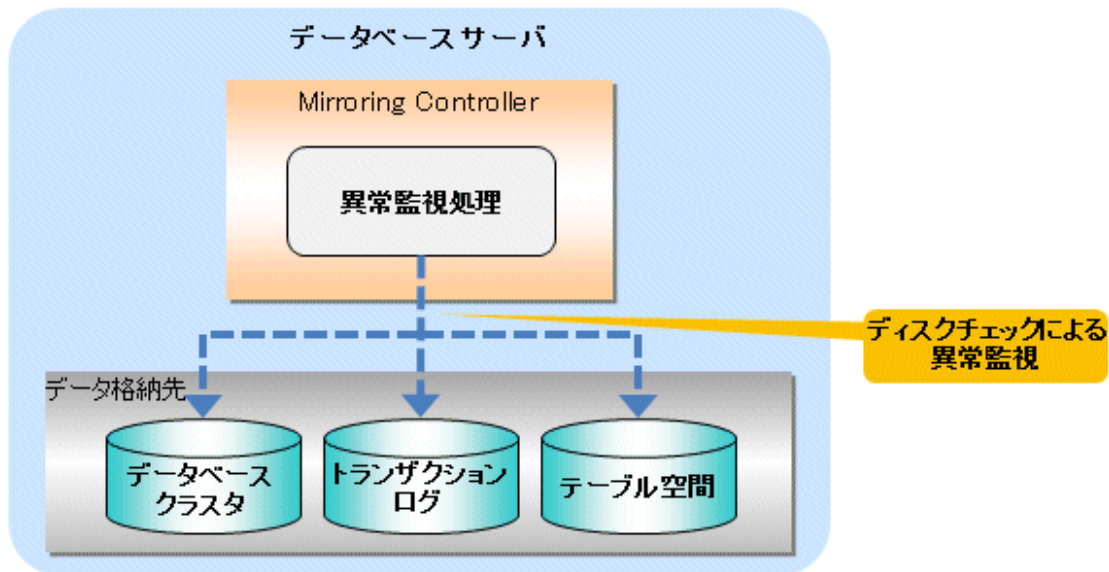 データベースサーバ
Mirroring Controller
異常監視処理
ディスクチェックによる
異常監視
データ格納先
データベース
クラスタ
トランザクション
ログ
テーブル空間